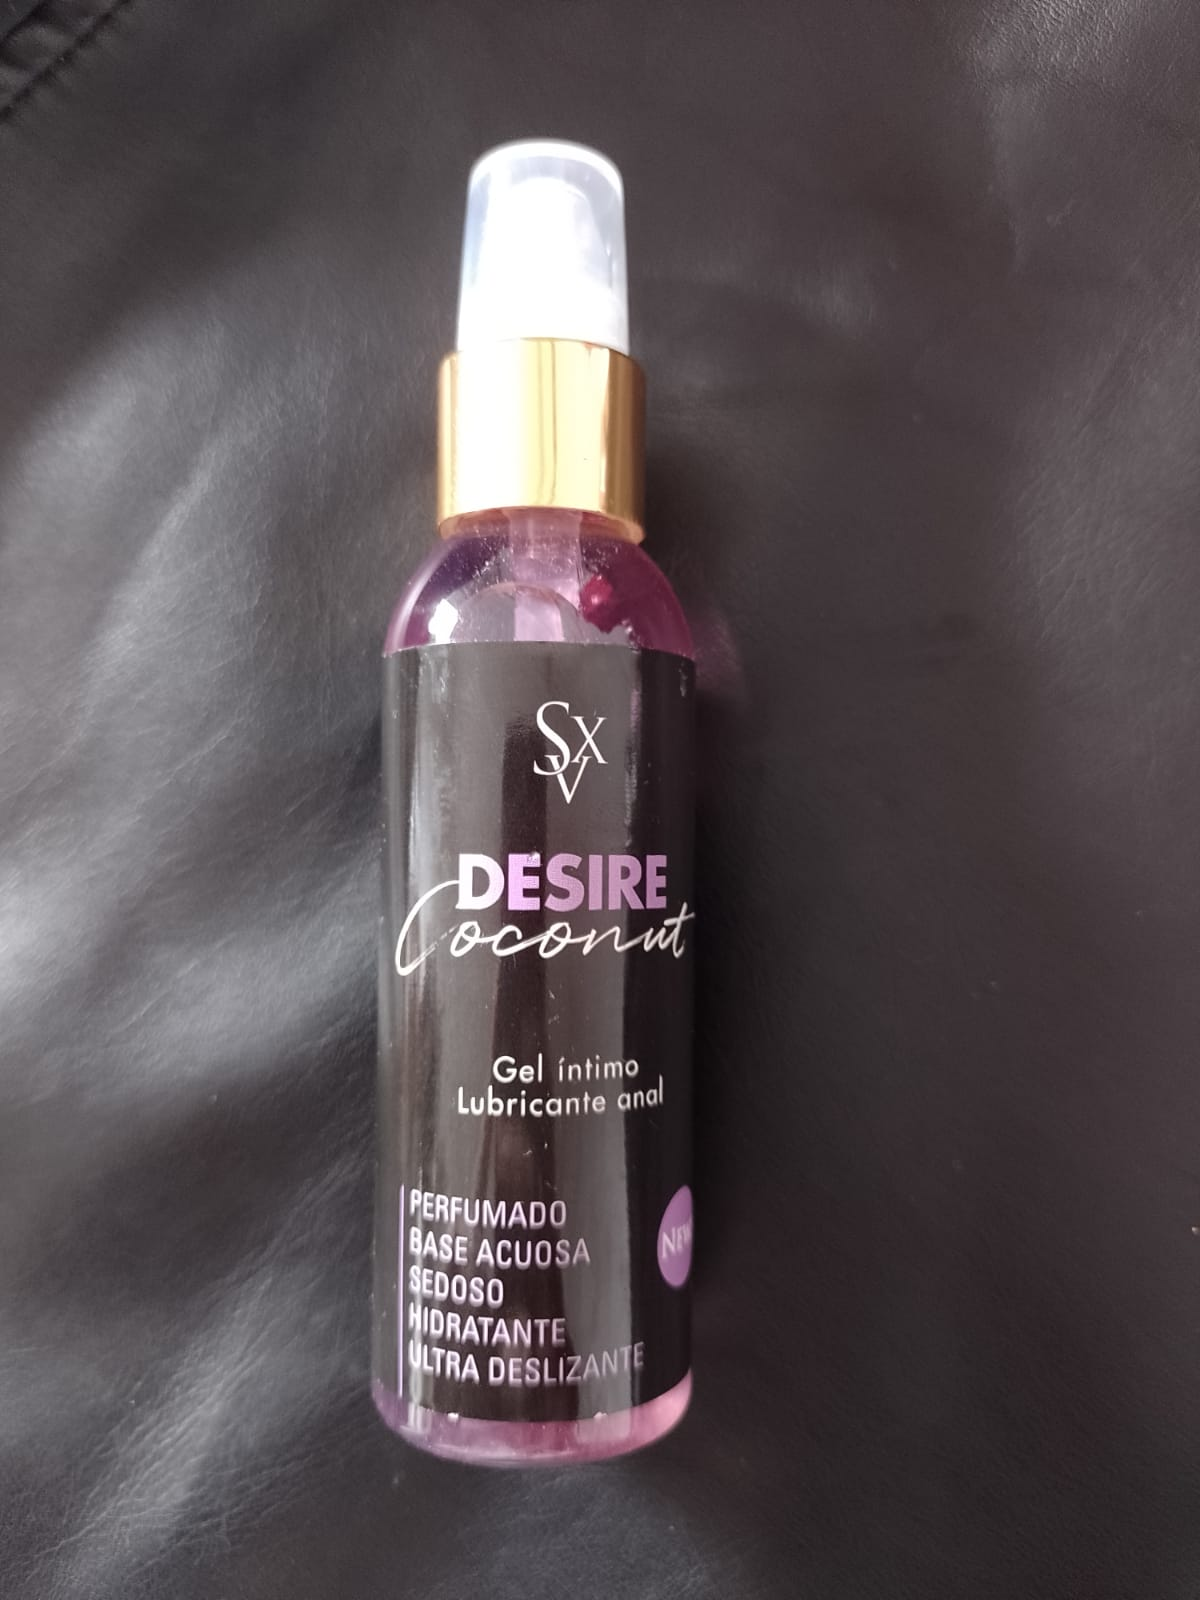 SXV
DESIRE
Coconut
Gel íntimo
Lubricante anal
PERFUMADO
BASE ACUOSA
SEDOSO
HIDRATANTE
ULTRA DESLIZANTE
NEW